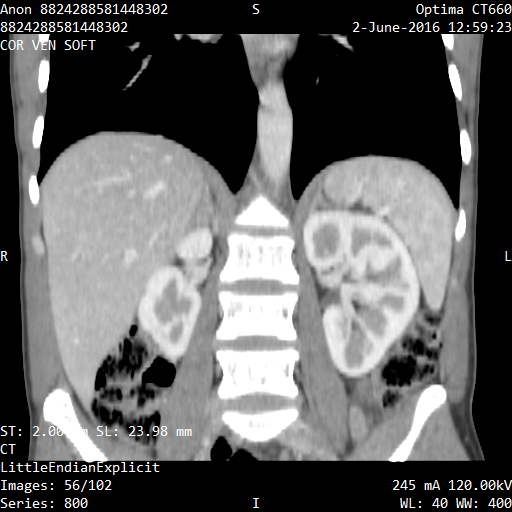 Anon 8824288581448302 S Optima CT660
8824288581448302 2-June-2016 12:59:23
COR VEN SOFT
R L
ST: 2.00 mm SL: 23.98 mm
CT
LittleEndianExplicit
Images: 56/102 245 mA 120.00kV
Series: 800 I WL: 40 WW: 400